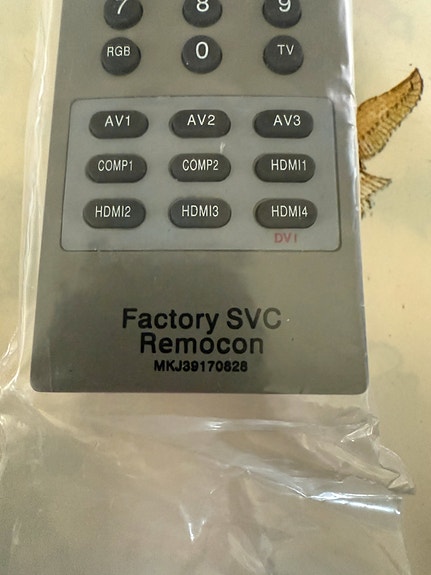 7 8 9
RGB 0 TV
AV1 AV2 AV3
COMP1 COMP2 HDMI1
HDMI2 HDMI3 HDMI4
DVI
Factory SVC
Remocon
MKJ39170828